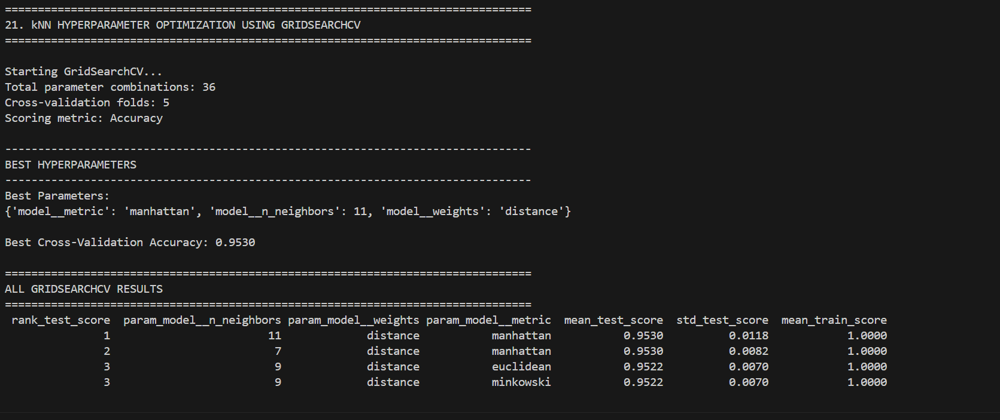 ================================================================================
21. kNN HYPERPARAMETER OPTIMIZATION USING GRIDSEARCHCV
================================================================================
Starting GridSearchCV...
Total parameter combinations: 36
Cross-validation folds: 5
Scoring metric: Accuracy
--------------------------------------------------------------------------------
BEST HYPERPARAMETERS
--------------------------------------------------------------------------------
Best Parameters:
{'model__metric': 'manhattan', 'model__n_neighbors': 11, 'model__weights': 'distance'}
Best Cross-Validation Accuracy: 0.9530
================================================================================
ALL GRIDSEARCHCV RESULTS
================================================================================
rank_test_score param_model__n_neighbors param_model__weights param_model__metric mean_test_score std_test_score mean_train_score
1 11 distance manhattan 0.9530 0.0118 1.0000
2 7 distance manhattan 0.9530 0.0082 1.0000
3 9 distance euclidean 0.9522 0.0070 1.0000
3 9 distance minkowski 0.9522 0.0070 1.0000